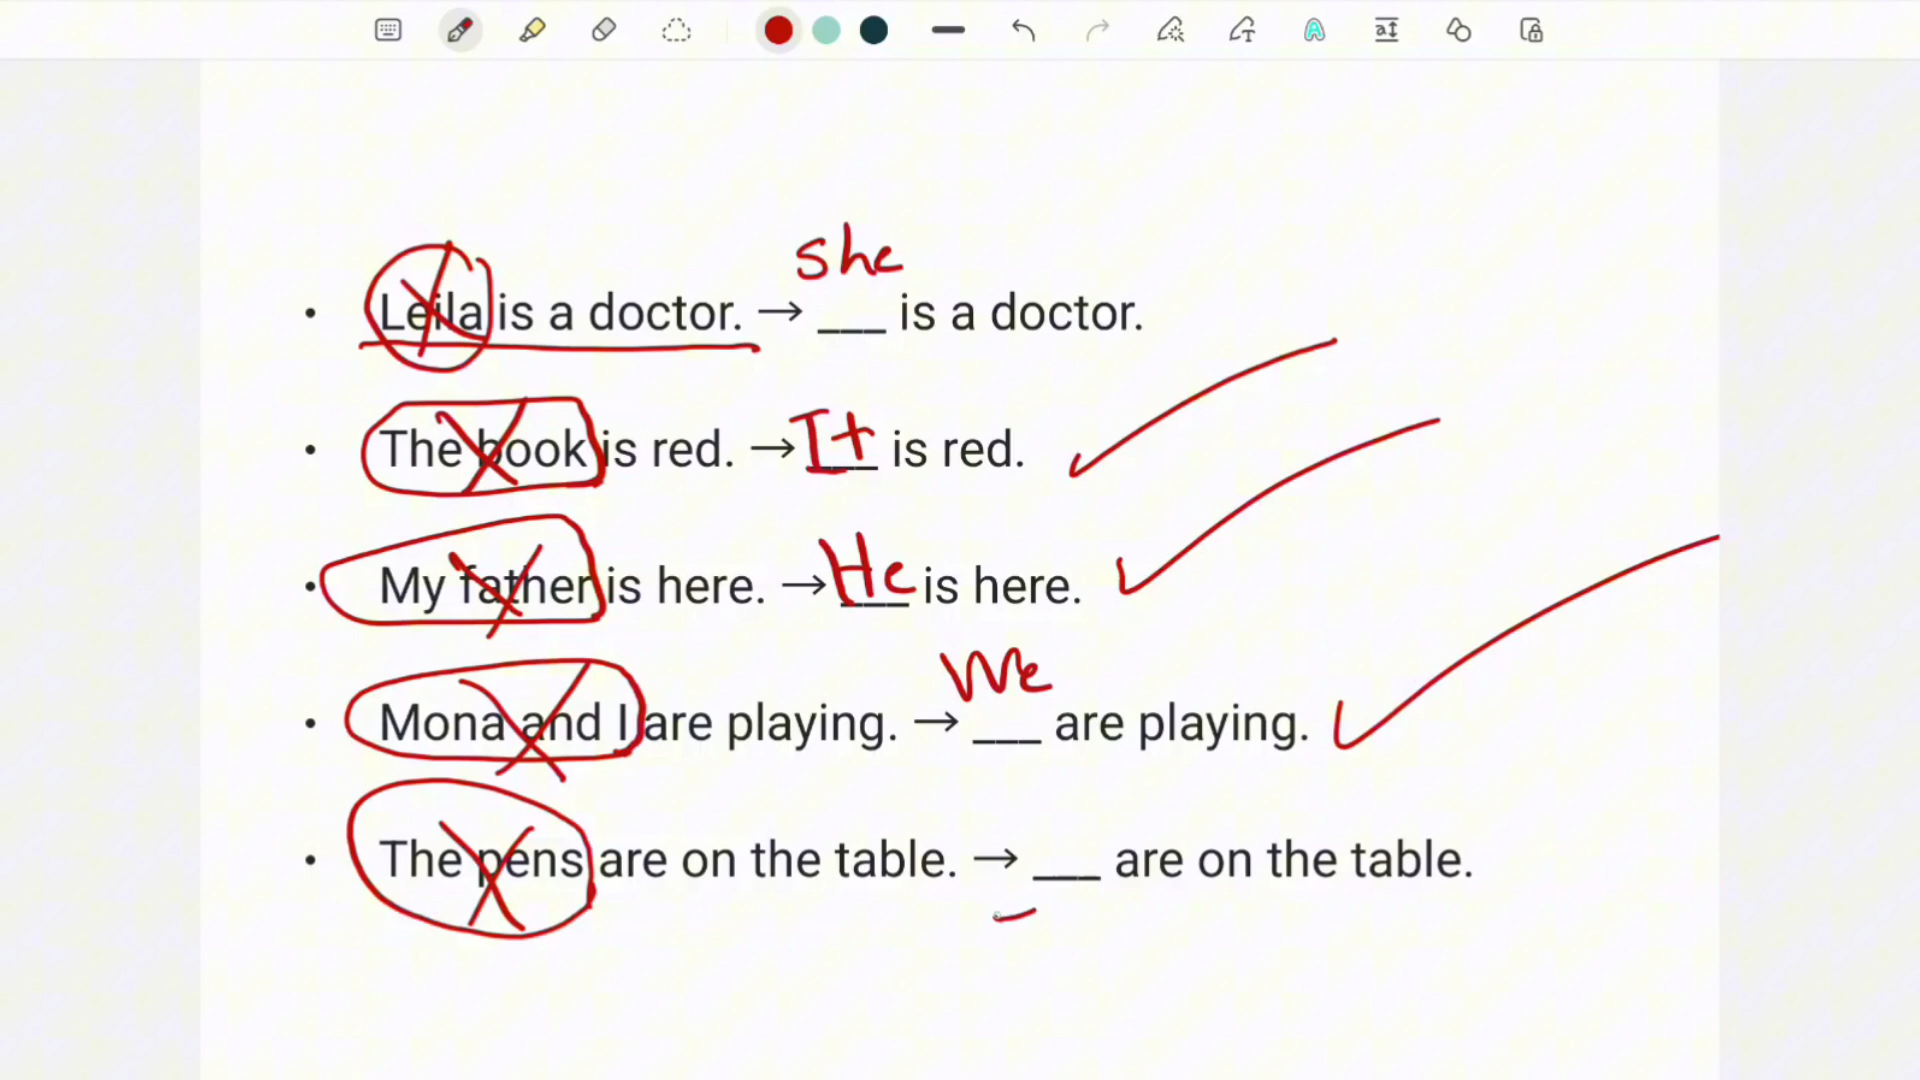 she
• Leila is a doctor. → ___ is a doctor.
• The book is red. → It is red.
• My father is here. → He is here.
We
• Mona and I are playing. → ___ are playing.
• The pens are on the table. → ___ are on the table.